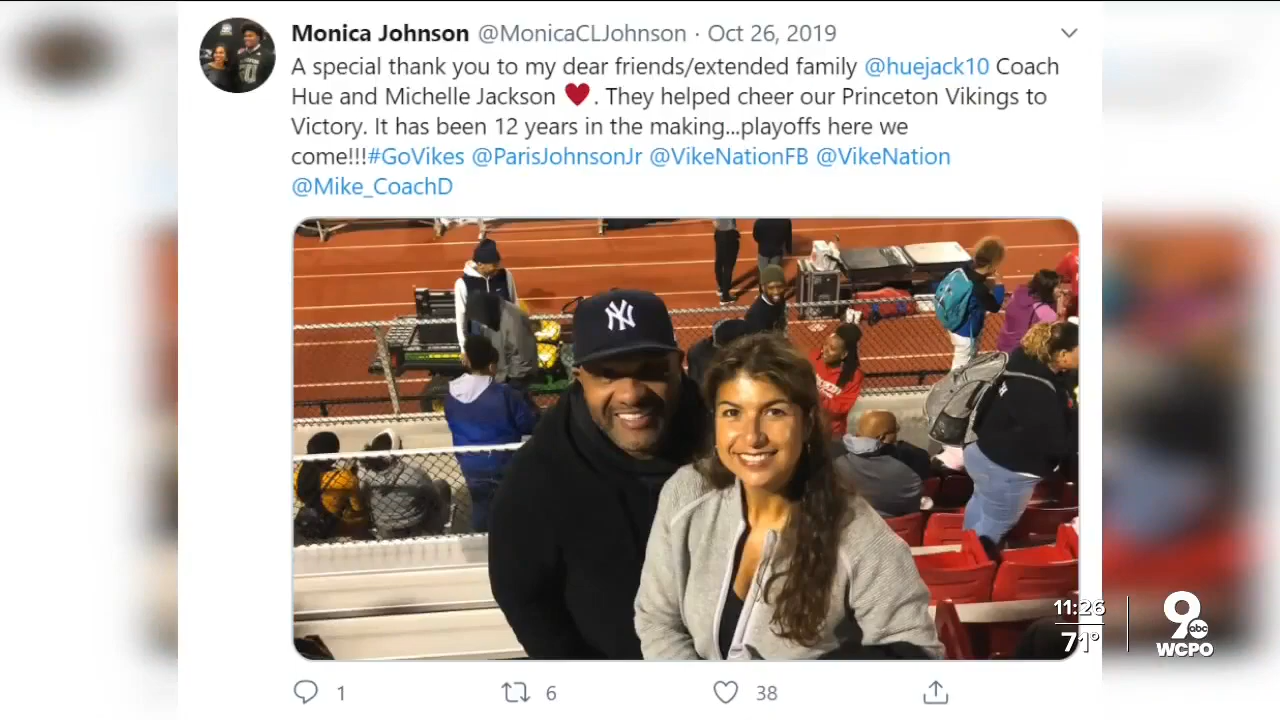 Monica Johnson @MonicaCLJohnson · Oct 26, 2019
A special thank you to my dear friends/extended family @huejack10 Coach
Hue and Michelle Jackson ♥. They helped cheer our Princeton Vikings to
Victory. It has been 12 years in the making...playoffs here we
come!!!#GoVikes @ParisJohnsonJr @VikeNationFB @VikeNation
@Mike_CoachD
NY
11:26
71°
9
abc
WCPO
1 6 38